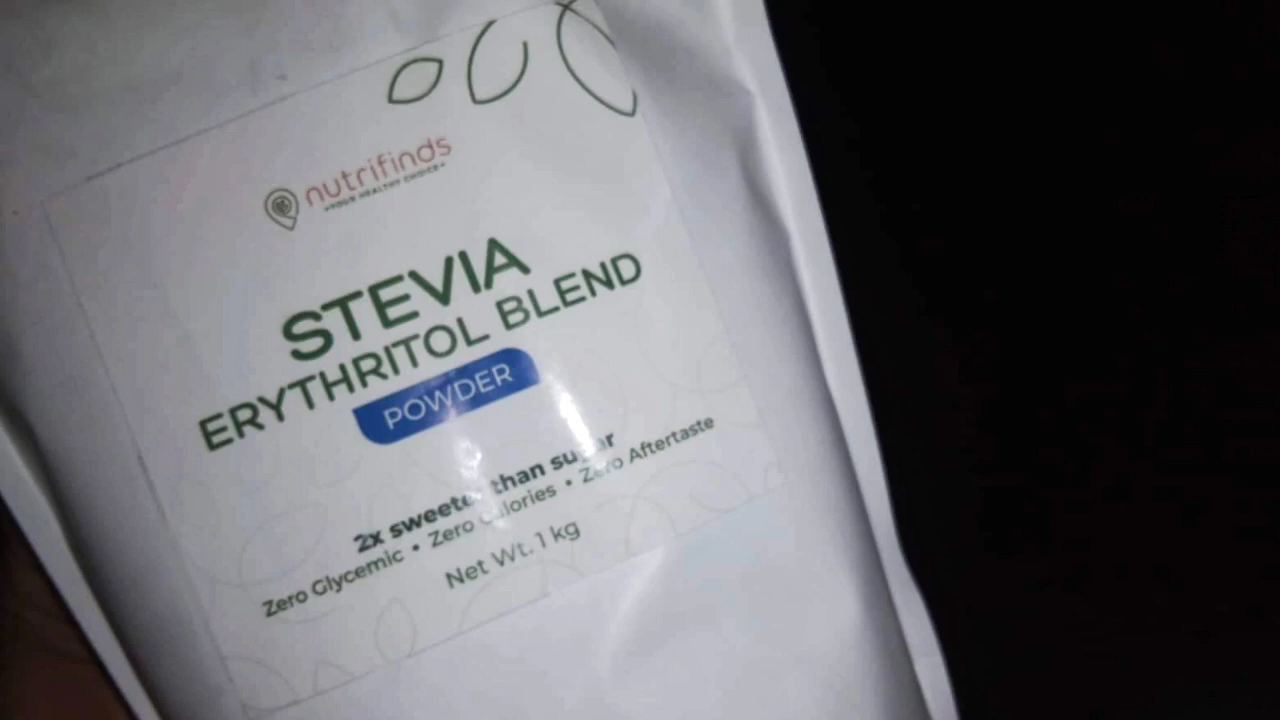 nutrifinds
YOUR HEALTHY CHOICE
STEVIA
ERYTHRITOL BLEND
POWDER
2x sweeter than sugar
Zero Glycemic • Zero Calories • Zero Aftertaste
Net Wt. 1 kg